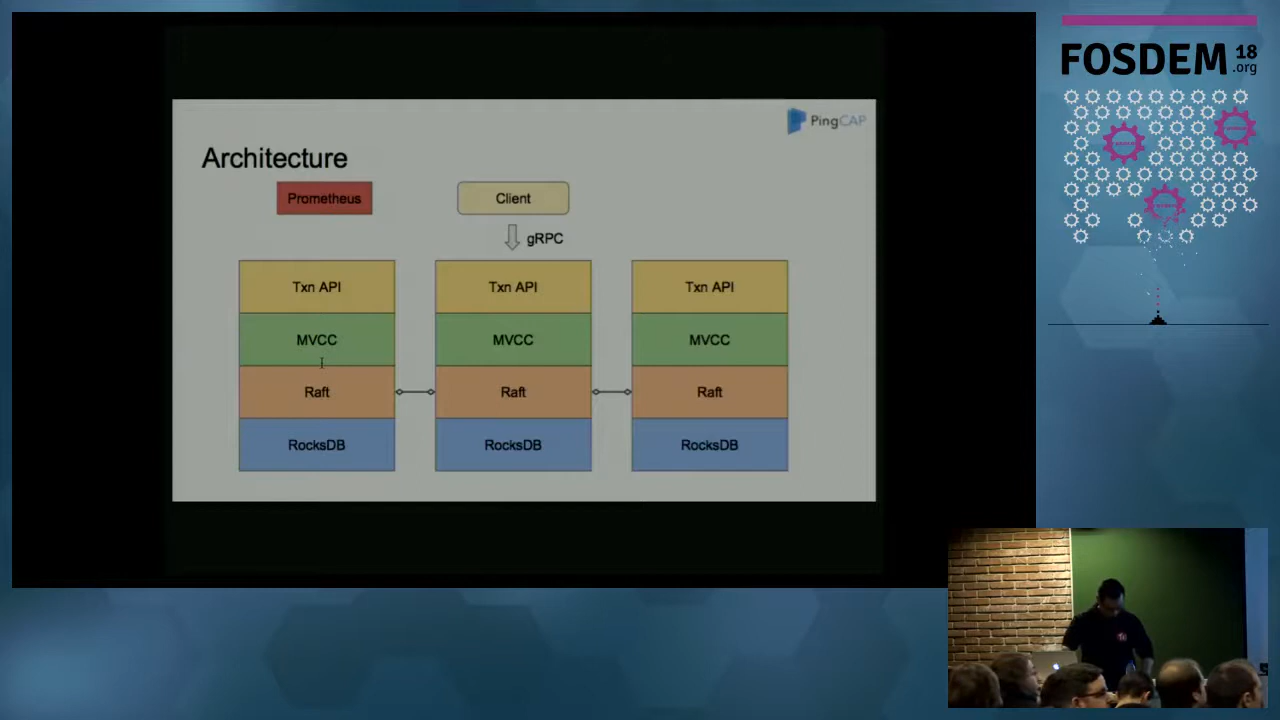 FOSDEM 18
.org
PingCAP
Architecture
Prometheus
Client
gRPC
Txn API
Txn API
Txn API
MVCC
MVCC
MVCC
Raft
Raft
Raft
RocksDB
RocksDB
RocksDB